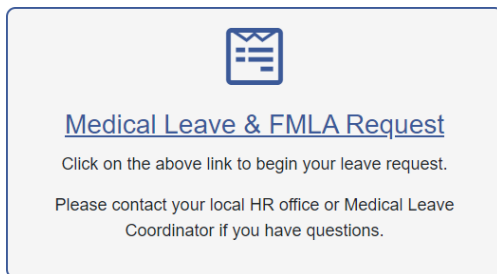 Medical Leave & FMLA Request
Click on the above link to begin your leave request.
Please contact your local HR office or Medical Leave
Coordinator if you have questions.